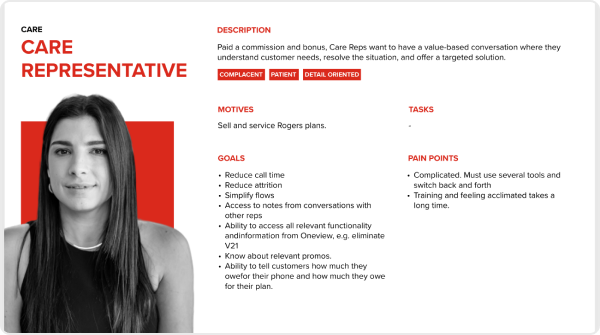 CARE
CARE
REPRESENTATIVE
DESCRIPTION
Paid a commission and bonus, Care Reps want to have a value-based conversation where they
understand customer needs, resolve the situation, and offer a targeted solution.
COMPLACENT PATIENT DETAIL ORIENTED
MOTIVES
Sell and service Rogers plans.
TASKS
-
GOALS
• Reduce call time
• Reduce attrition
• Simplify flows
• Access to notes from conversations with
other reps
• Ability to access all relevant functionality
andinformation from Oneview, e.g. eliminate
V21
• Know about relevant promos.
• Ability to tell customers how much they
owefor their phone and how much they owe
for their plan.
PAIN POINTS
• Complicated. Must use several tools and
switch back and forth
• Training and feeling acclimated takes a
long time.